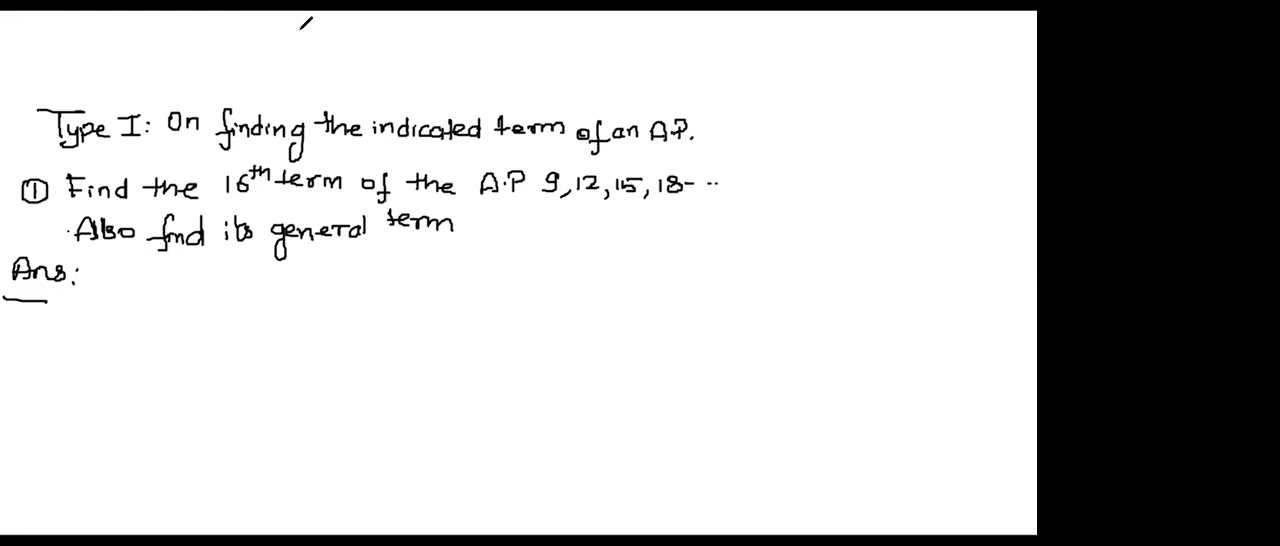 Type I: On finding the indicated term of an A.P.
① Find the 16th term of the A.P 9,12,15,18- ..
.Also find its general term
Ans: